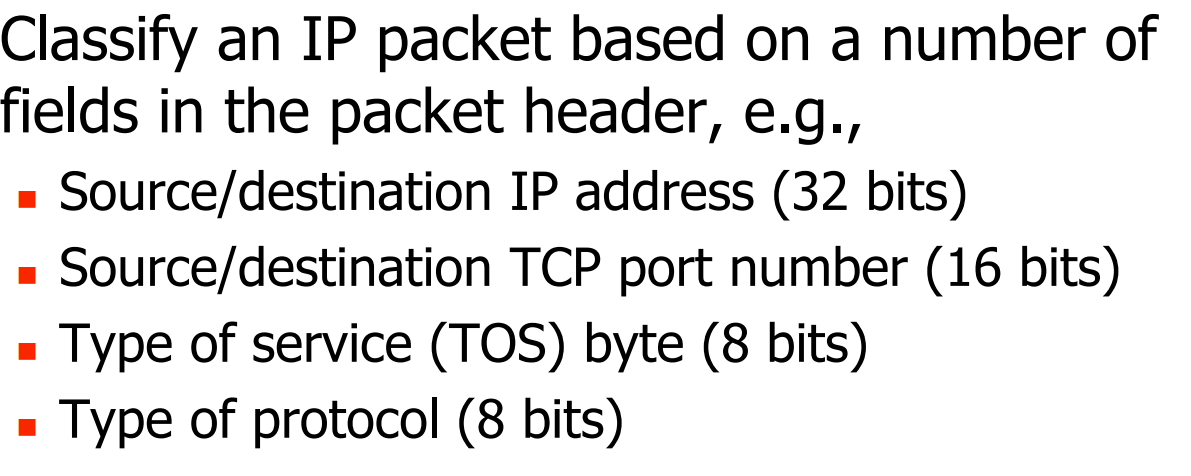 Classify an IP packet based on a number of
fields in the packet header, e.g.,
▪ Source/destination IP address (32 bits)
▪ Source/destination TCP port number (16 bits)
▪ Type of service (TOS) byte (8 bits)
▪ Type of protocol (8 bits)